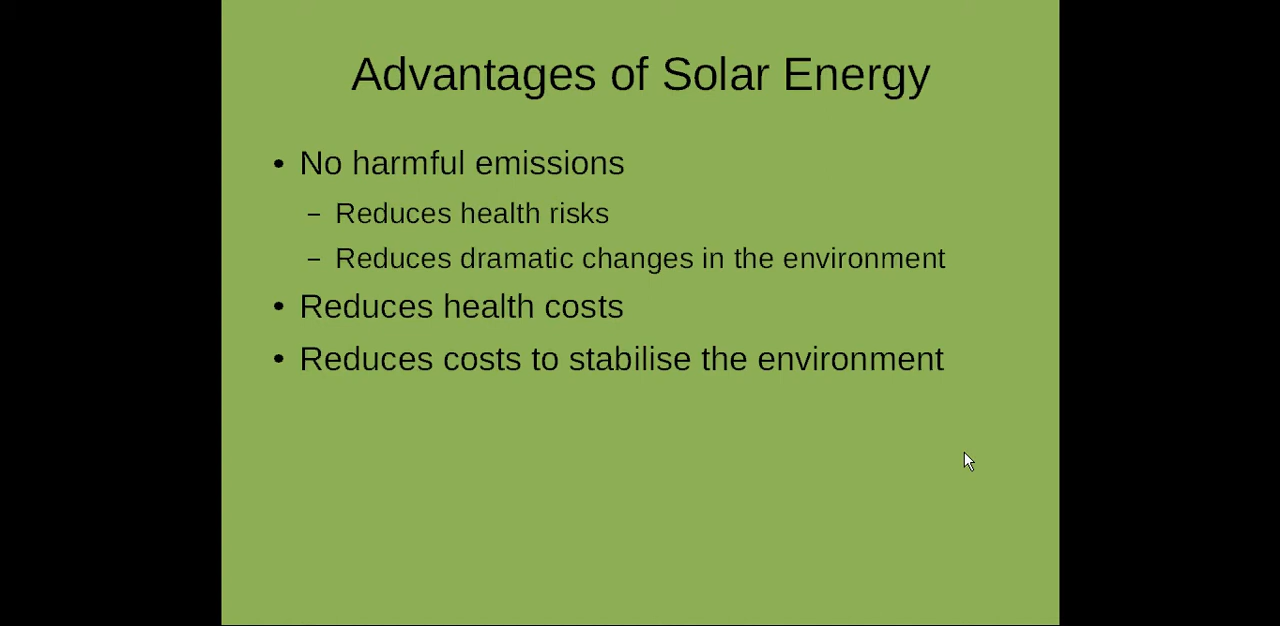 Advantages of Solar Energy
• No harmful emissions
– Reduces health risks
– Reduces dramatic changes in the environment
• Reduces health costs
• Reduces costs to stabilise the environment